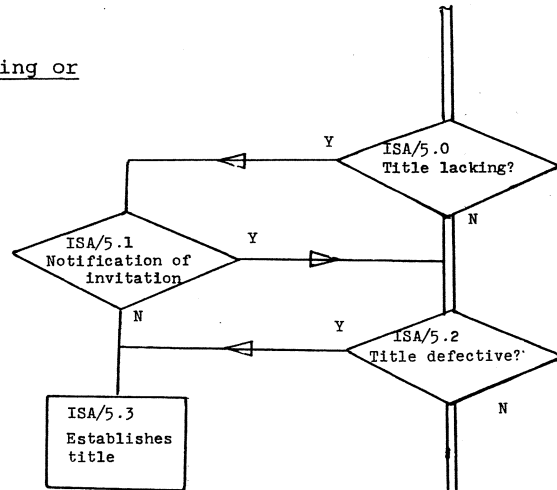 ing or
Y
ISA/5.0
Title lacking?
N
ISA/5.1
Notification of
invitation
Y
N
Y
ISA/5.2
Title defective?
N
ISA/5.3
Establishes
title